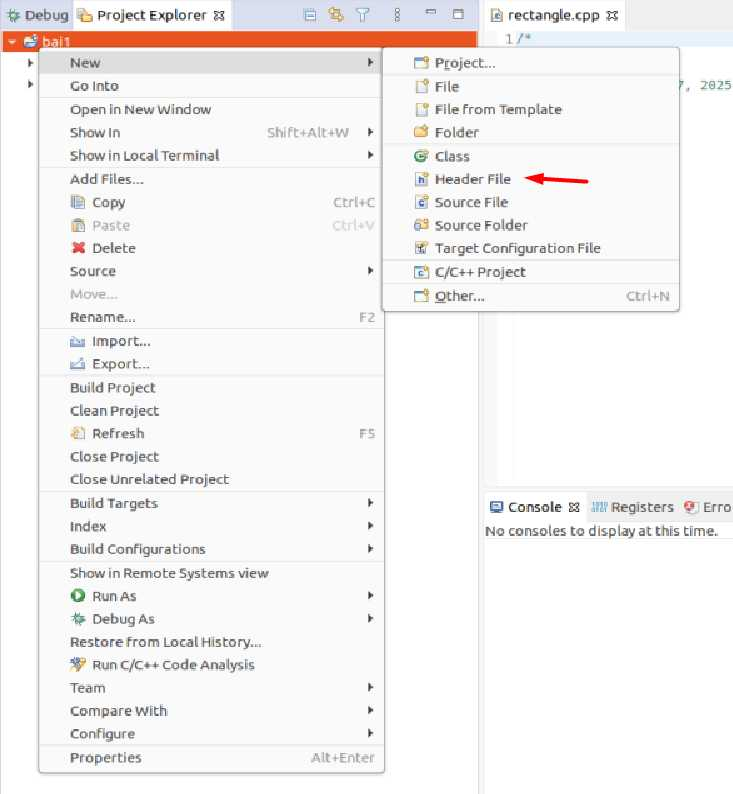 Debug Project Explorer rectangle.cpp
bai1
1 /*
7, 2025
New
Go Into
Open in New Window
Show In Shift+Alt+W
Show in Local Terminal
Add Files...
Copy Ctrl+C
Paste Ctrl+V
Delete
Source
Move...
Rename... F2
Import...
Export...
Build Project
Clean Project
Refresh F5
Close Project
Close Unrelated Project
Build Targets
Index
Build Configurations
Show in Remote Systems view
Run As
Debug As
Restore from Local History...
Run C/C++ Code Analysis
Team
Compare With
Configure
Properties Alt+Enter
Project...
File
File from Template
Folder
Class
Header File
Source File
Source Folder
Target Configuration File
C/C++ Project
Other... Ctrl+N
Console Registers Erro
No consoles to display at this time.